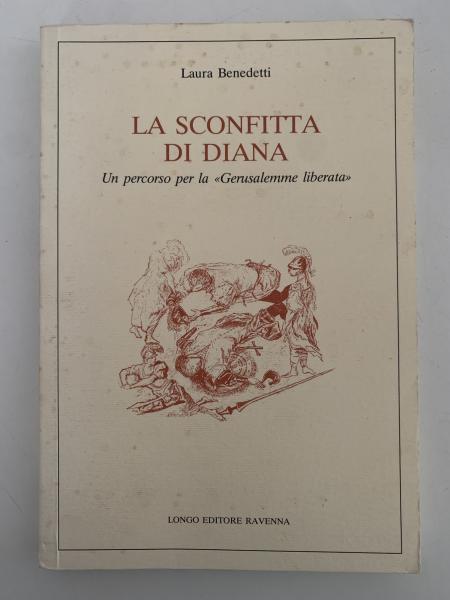 Laura Benedetti
LA SCONFITTA
DI DIANA
Un percorso per la «Gerusalemme liberata»
LONGO EDITORE RAVENNA